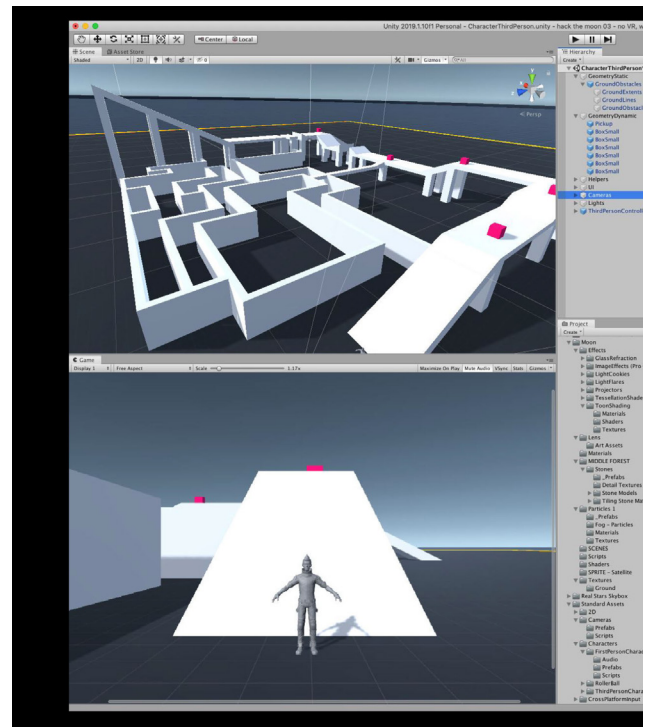 Unity 2019.1.10f1 Personal - CharacterThirdPerson.unity - hack the moon 03 - no VR, w
Center Local
Scene Asset Store
Shaded 2D Gizmos
Persp
Hierarchy
Create
CharacterThirdPerson
GeometryStatic
GroundObstacles
GroundExtents
GroundLines
GroundObstac
GeometryDynamic
Pickup
BoxSmall
BoxSmall
BoxSmall
BoxSmall
BoxSmall
Helpers
UI
Cameras
Lights
ThirdPersonControll
Game
Display 1 Free Aspect Scale 1.17x Maximize On Play Mute Audio VSync Stats Gizmos
Project
Create
Moon
Effects
GlassRefraction
ImageEffects (Pro
LightCookies
LightFlares
Projectors
TessellationShade
ToonShading
Materials
Shaders
Textures
Lens
Art Assets
Materials
MIDDLE FOREST
Stones
_Prefabs
Detail Textures
Stone Models
Tiling Stone Ma
Particles 1
_Prefabs
Fog - Particles
Materials
Textures
SCENES
Scripts
Shaders
SPRITE - Satellite
Textures
Ground
Real Stars Skybox
Standard Assets
2D
Cameras
Prefabs
Scripts
Characters
FirstPersonCharac
Audio
Prefabs
Scripts
RollerBall
ThirdPersonChara
CrossPlatformInput